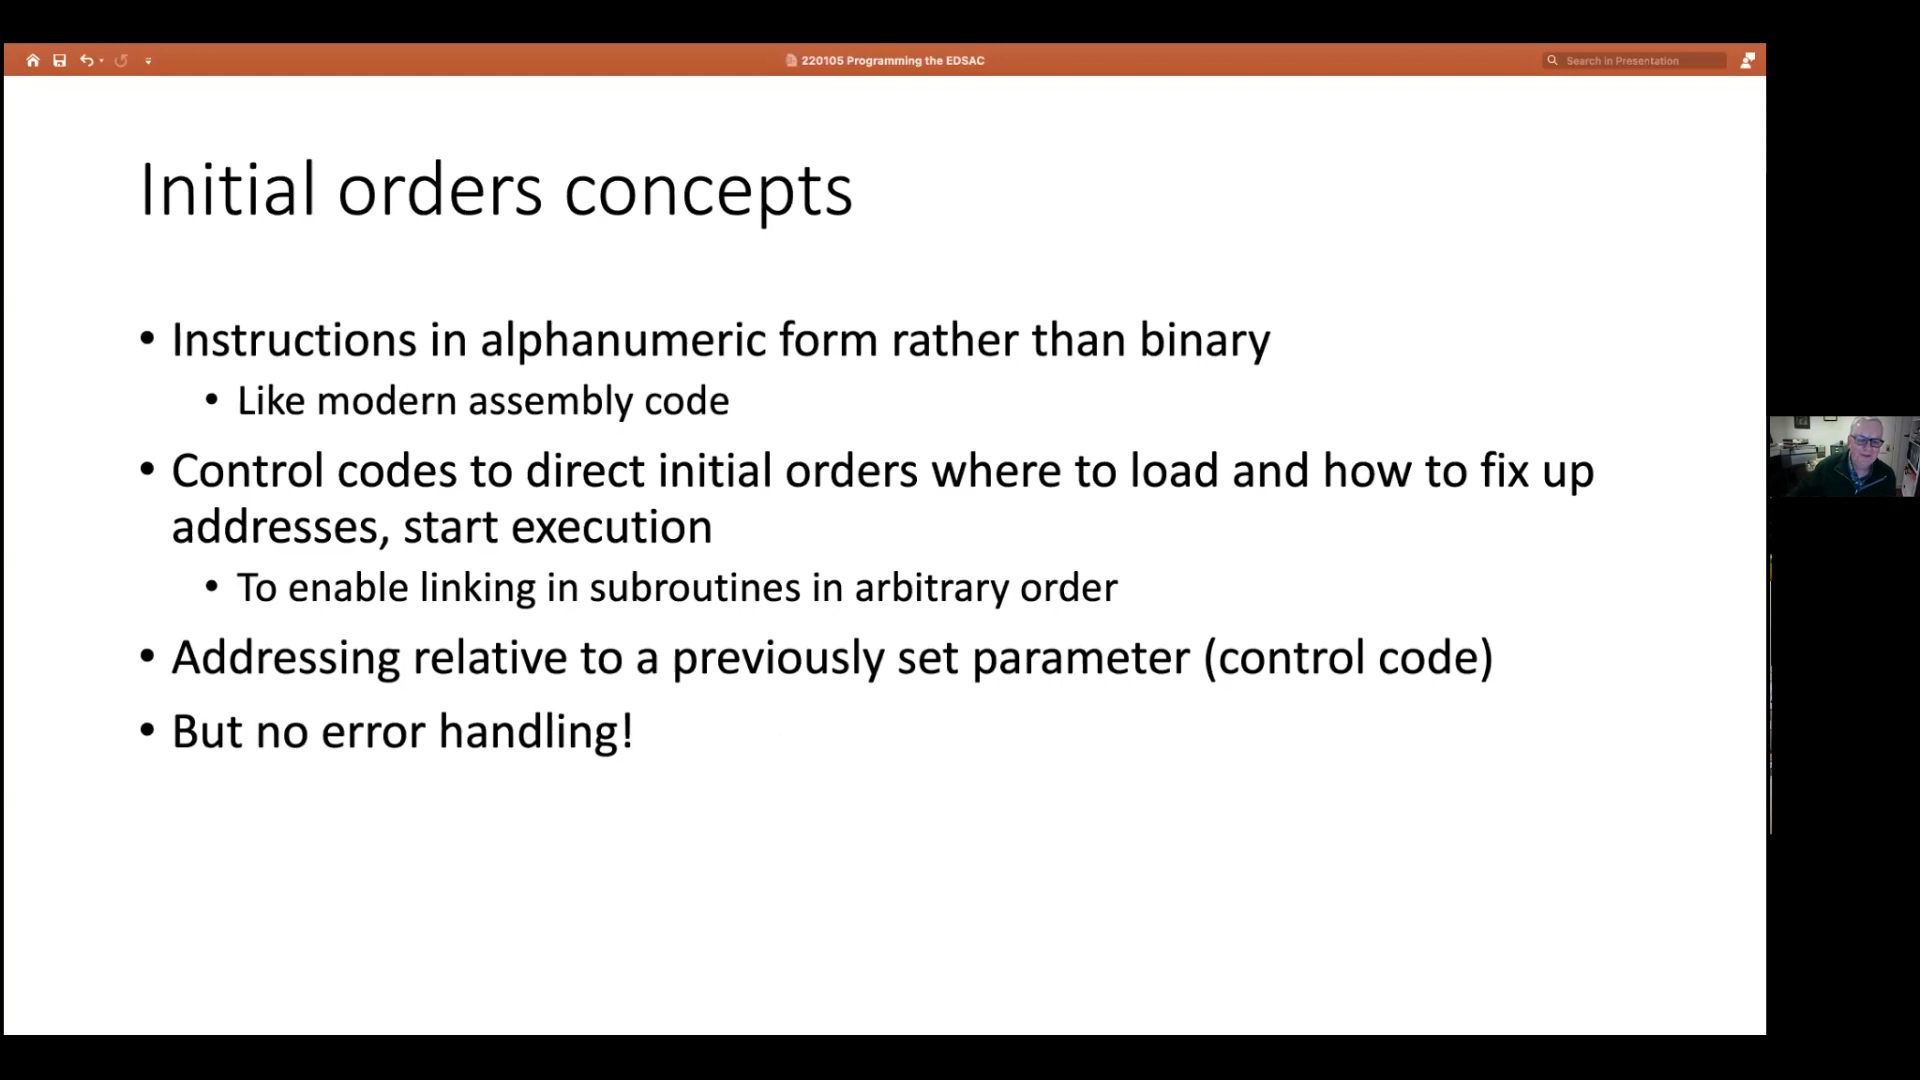 220105 Programming the EDSAC
Search in Presentation
Initial orders concepts
• Instructions in alphanumeric form rather than binary
• Like modern assembly code
• Control codes to direct initial orders where to load and how to fix up
addresses, start execution
• To enable linking in subroutines in arbitrary order
• Addressing relative to a previously set parameter (control code)
• But no error handling!